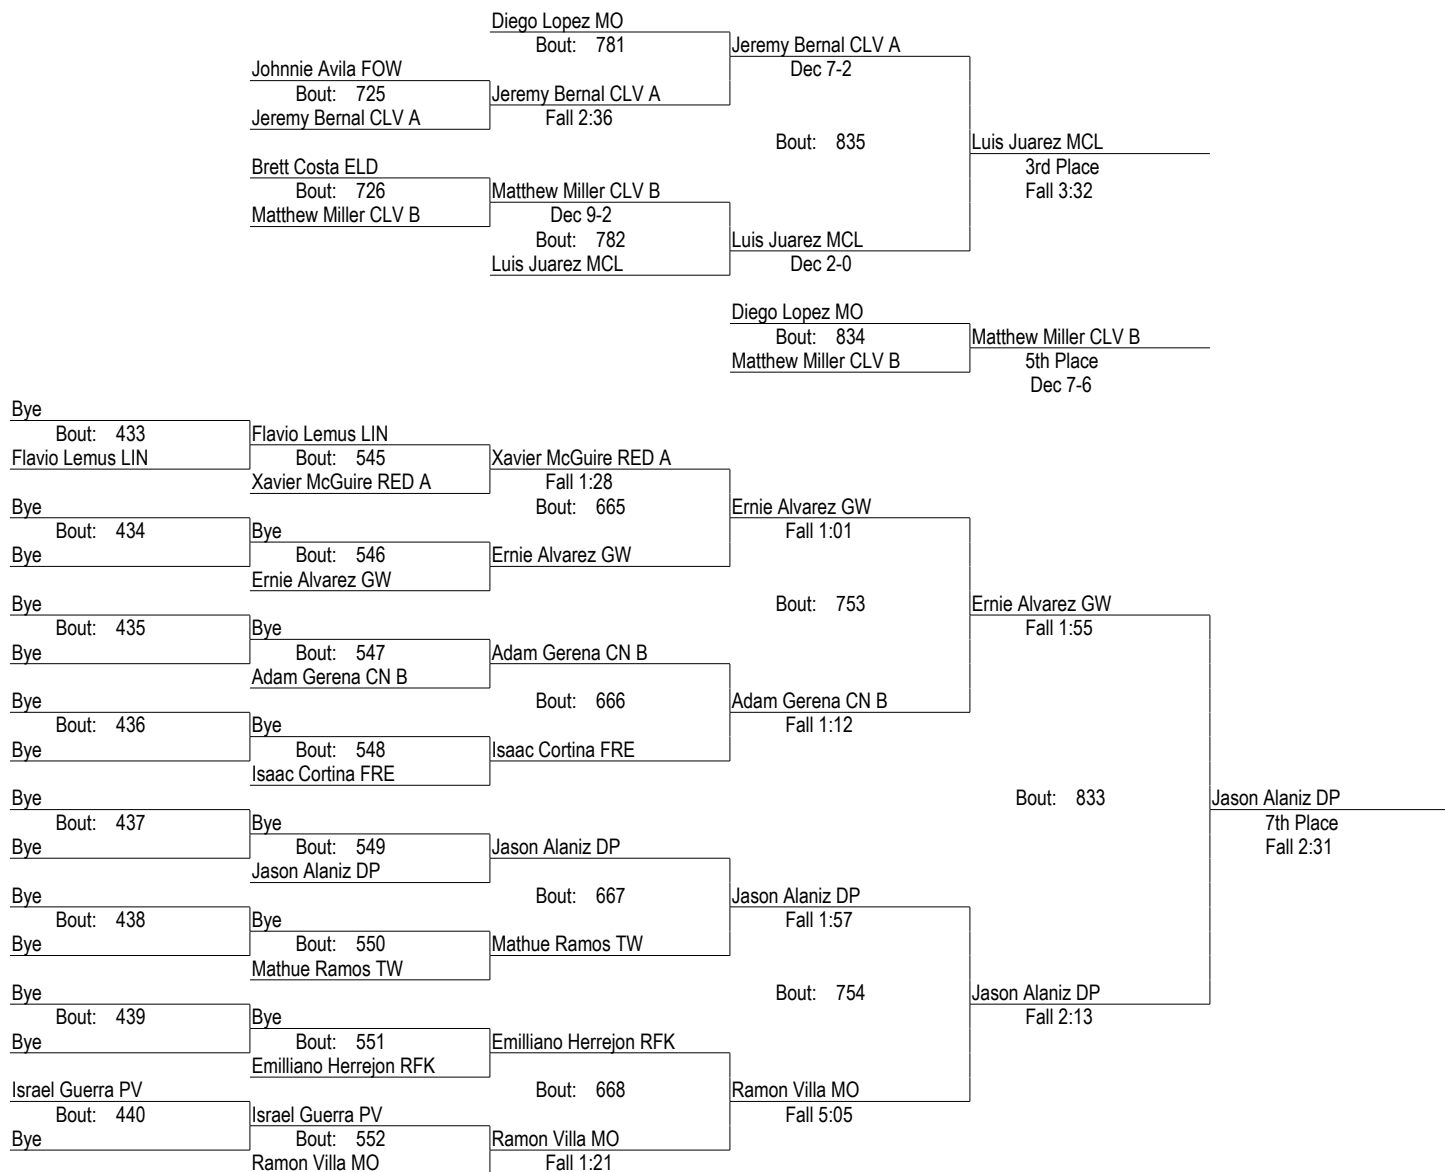 Diego Lopez MO
Bout: 781
Jeremy Bernal CLV A
Dec 7-2
Johnnie Avila FOW
Bout: 725
Jeremy Bernal CLV A
Jeremy Bernal CLV A
Fall 2:36
Bout: 835
Luis Juarez MCL
3rd Place
Fall 3:32
Brett Costa ELD
Bout: 726
Matthew Miller CLV B
Matthew Miller CLV B
Dec 9-2
Bout: 782
Luis Juarez MCL
Luis Juarez MCL
Dec 2-0
Diego Lopez MO
Bout: 834
Matthew Miller CLV B
Matthew Miller CLV B
5th Place
Dec 7-6
Bye
Bout: 433
Flavio Lemus LIN
Flavio Lemus LIN
Bout: 545
Xavier McGuire RED A
Xavier McGuire RED A
Fall 1:28
Bout: 665
Ernie Alvarez GW
Fall 1:01
Bye
Bout: 434
Bye
Bye
Bout: 546
Ernie Alvarez GW
Ernie Alvarez GW
Bout: 753
Ernie Alvarez GW
Fall 1:55
Bye
Bout: 435
Bye
Bye
Bout: 547
Adam Gerena CN B
Adam Gerena CN B
Bout: 666
Adam Gerena CN B
Fall 1:12
Bye
Bout: 436
Bye
Bye
Bout: 548
Isaac Cortina FRE
Isaac Cortina FRE
Bout: 833
Jason Alaniz DP
7th Place
Fall 2:31
Bye
Bout: 437
Bye
Bye
Bout: 549
Jason Alaniz DP
Jason Alaniz DP
Bout: 667
Jason Alaniz DP
Fall 1:57
Bye
Bout: 438
Bye
Bye
Bout: 550
Mathue Ramos TW
Mathue Ramos TW
Bout: 754
Jason Alaniz DP
Fall 2:13
Bye
Bout: 439
Bye
Bye
Bout: 551
Emilliano Herrejon RFK
Emilliano Herrejon RFK
Bout: 668
Ramon Villa MO
Fall 5:05
Israel Guerra PV
Bout: 440
Bye
Israel Guerra PV
Bout: 552
Ramon Villa MO
Ramon Villa MO
Fall 1:21